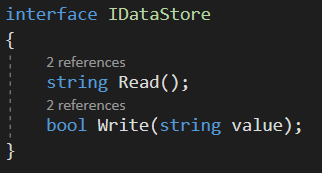 interface IDataStore
{
2 references
string Read();
2 references
bool Write(string value);
}